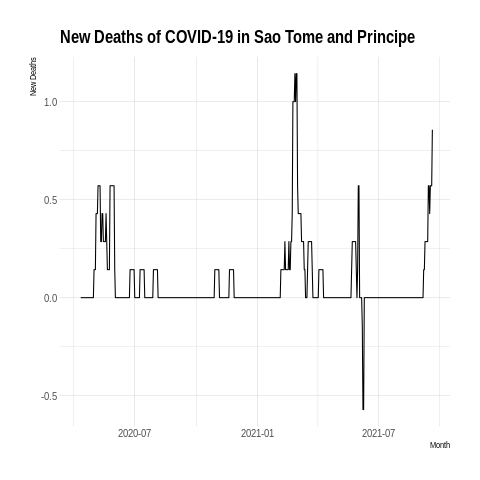 New Deaths of COVID-19 in Sao Tome and Principe
New Deaths
1.0
0.5
0.0
-0.5
2020-07 2021-01 2021-07
Month